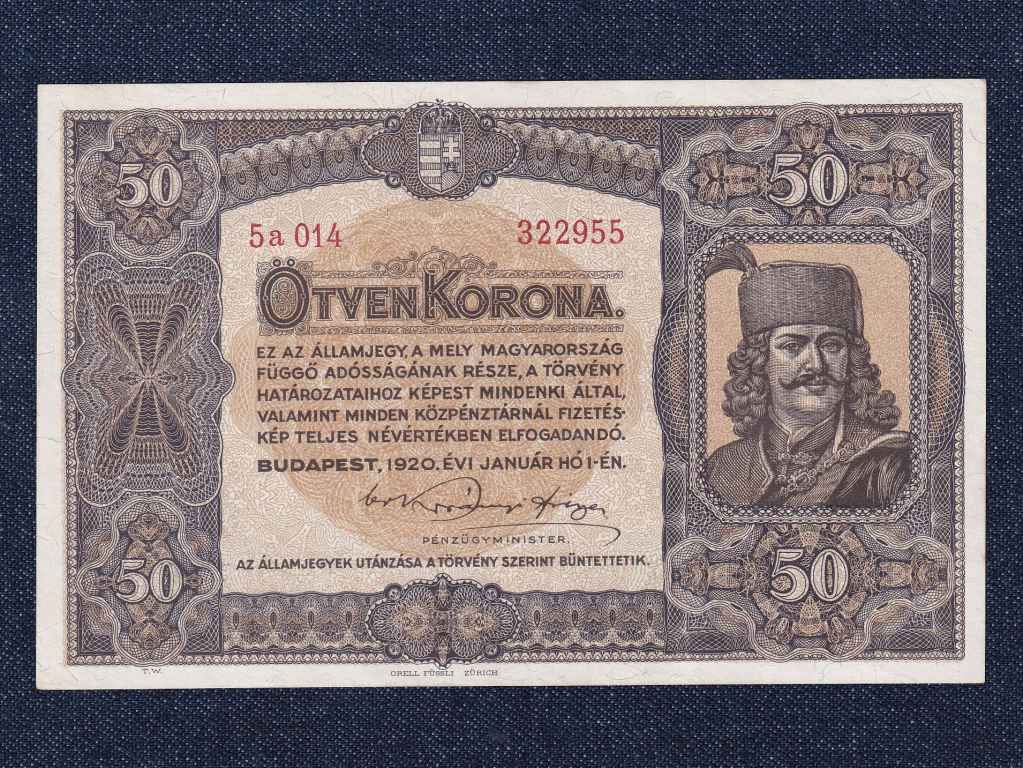 50
50
5a 014 322955
ÖTVEN KORONA.
EZ AZ ÁLLAMJEGY, A MELY MAGYARORSZÁG
FÜGGŐ ADÓSSÁGÁNAK RÉSZE, A TÖRVÉNY
HATÁROZATAIHOZ KÉPEST MINDENKI ÁLTAL,
VALAMINT MINDEN KÖZPÉNZTÁRNÁL FIZETÉS-
KÉP TELJES NÉVÉRTÉKBEN ELFOGADANDÓ.
BUDAPEST, 1920. ÉVI JANUÁR HÓ 1-ÉN.
PÉNZÜGYMINISTER.
AZ ÁLLAMJEGYEK UTÁNZÁSA A TÖRVÉNY SZERINT BÜNTETTETIK.
50
50
T.W.
ORELL FÜSSLI ZÜRICH